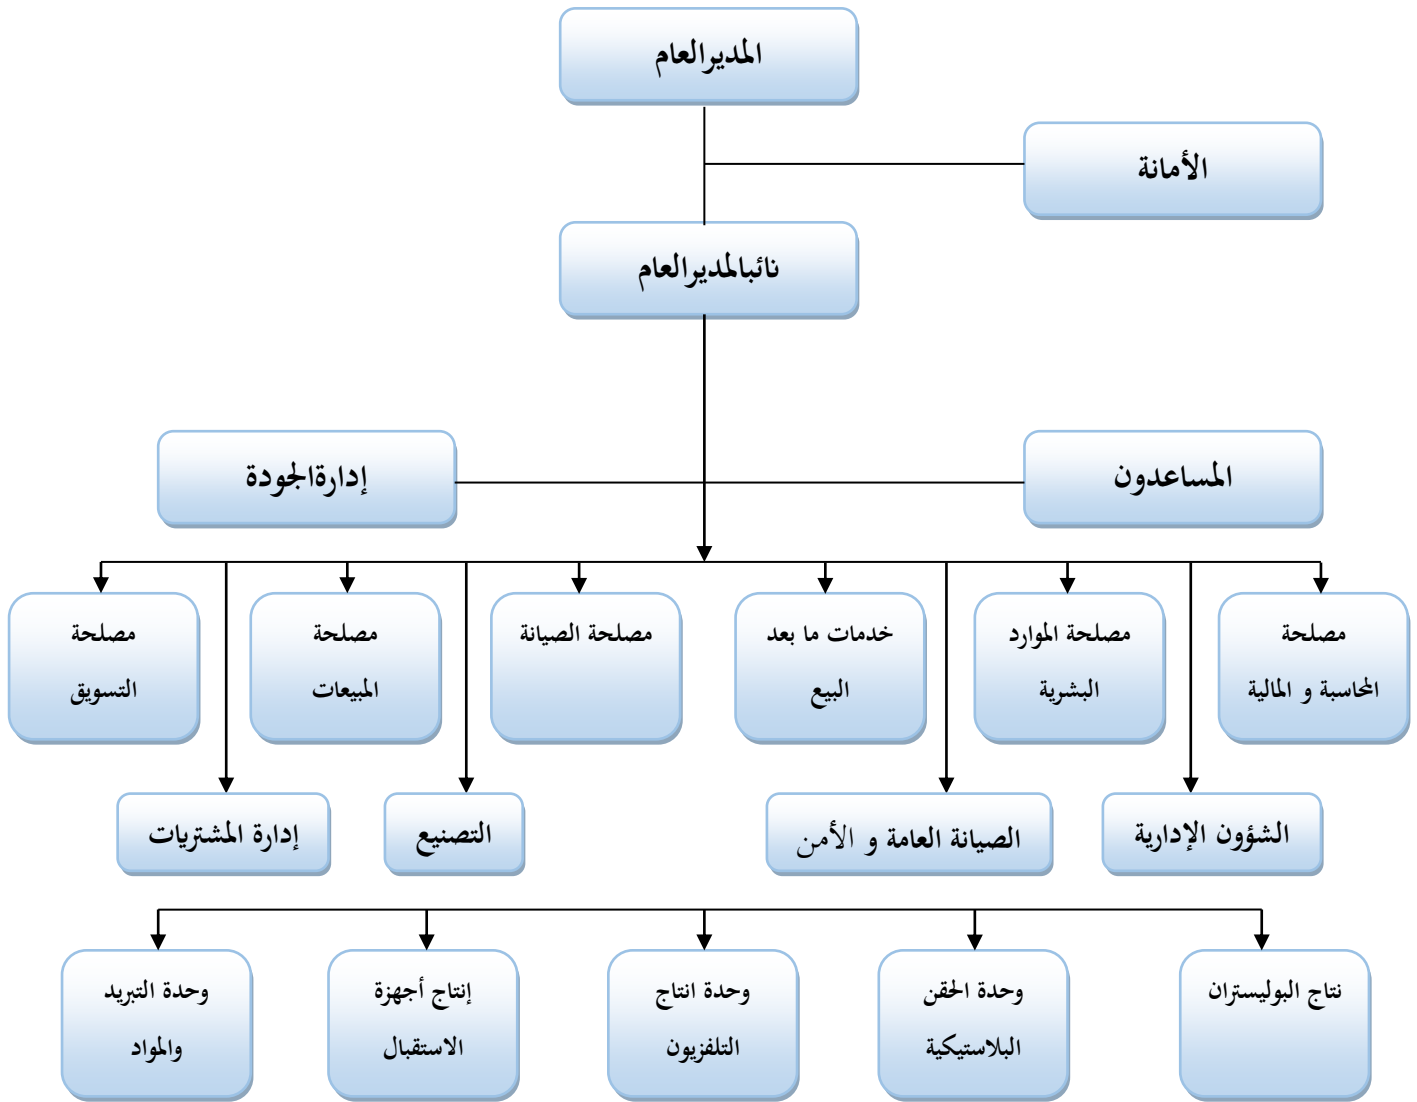 المديرالعام
الأمانة
نائبالمديرالعام
المساعدون
إدارةالجودة
مصلحة
المحاسبة و المالية
مصلحة الموارد
البشرية
خدمات ما بعد
البيع
مصلحة الصيانة
مصلحة
المبيعات
مصلحة
التسويق
الشؤون الإدارية
الصيانة العامة و الأمن
التصنيع
إدارة المشتريات
نتاج البوليستران
وحدة الحقن
البلاستيكية
وحدة انتاج
التلفزيون
إنتاج أجهزة
الاستقبال
وحدة التبريد
والمواد